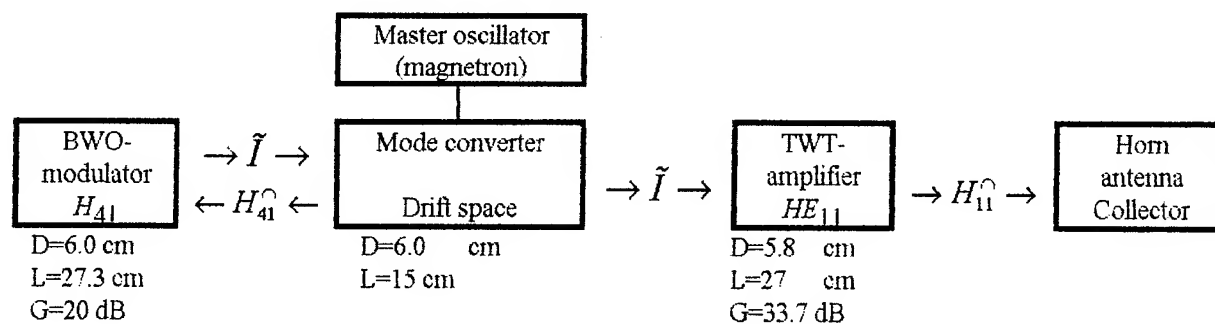 Master oscillator
(magnetron)
BWO-
modulator
H₄₁
D=6.0 cm
L=27.3 cm
G=20 dB
→ Ĩ →
← H₄₁^∩ ←
Mode converter
Drift space
D=6.0 cm
L=15 cm
→ Ĩ →
TWT-
amplifier
HE₁₁
D=5.8 cm
L=27 cm
G=33.7 dB
→ H₁₁^∩ →
Horn
antenna
Collector